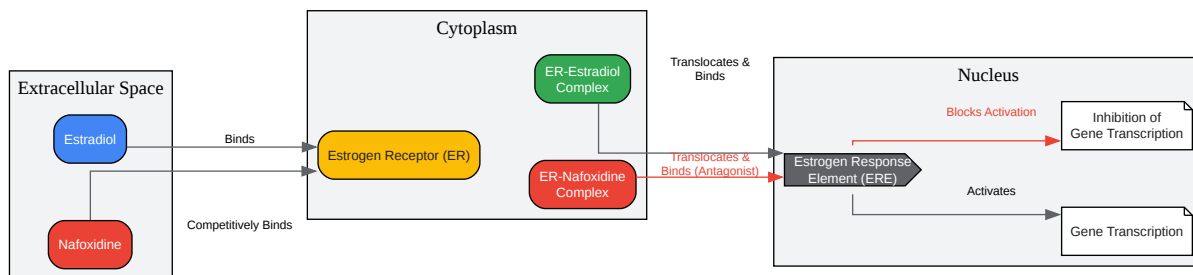 Extracellular Space
Estradiol
Nafoxidine
Binds
Competitively Binds
Cytoplasm
Estrogen Receptor (ER)
ER-Estradiol
Complex
ER-Nafoxidine
Complex
Translocates &
Binds
Translocates &
Binds (Antagonist)
Nucleus
Estrogen Response
Element (ERE)
Blocks Activation
Activates
Inhibition of
Gene Transcription
Gene Transcription